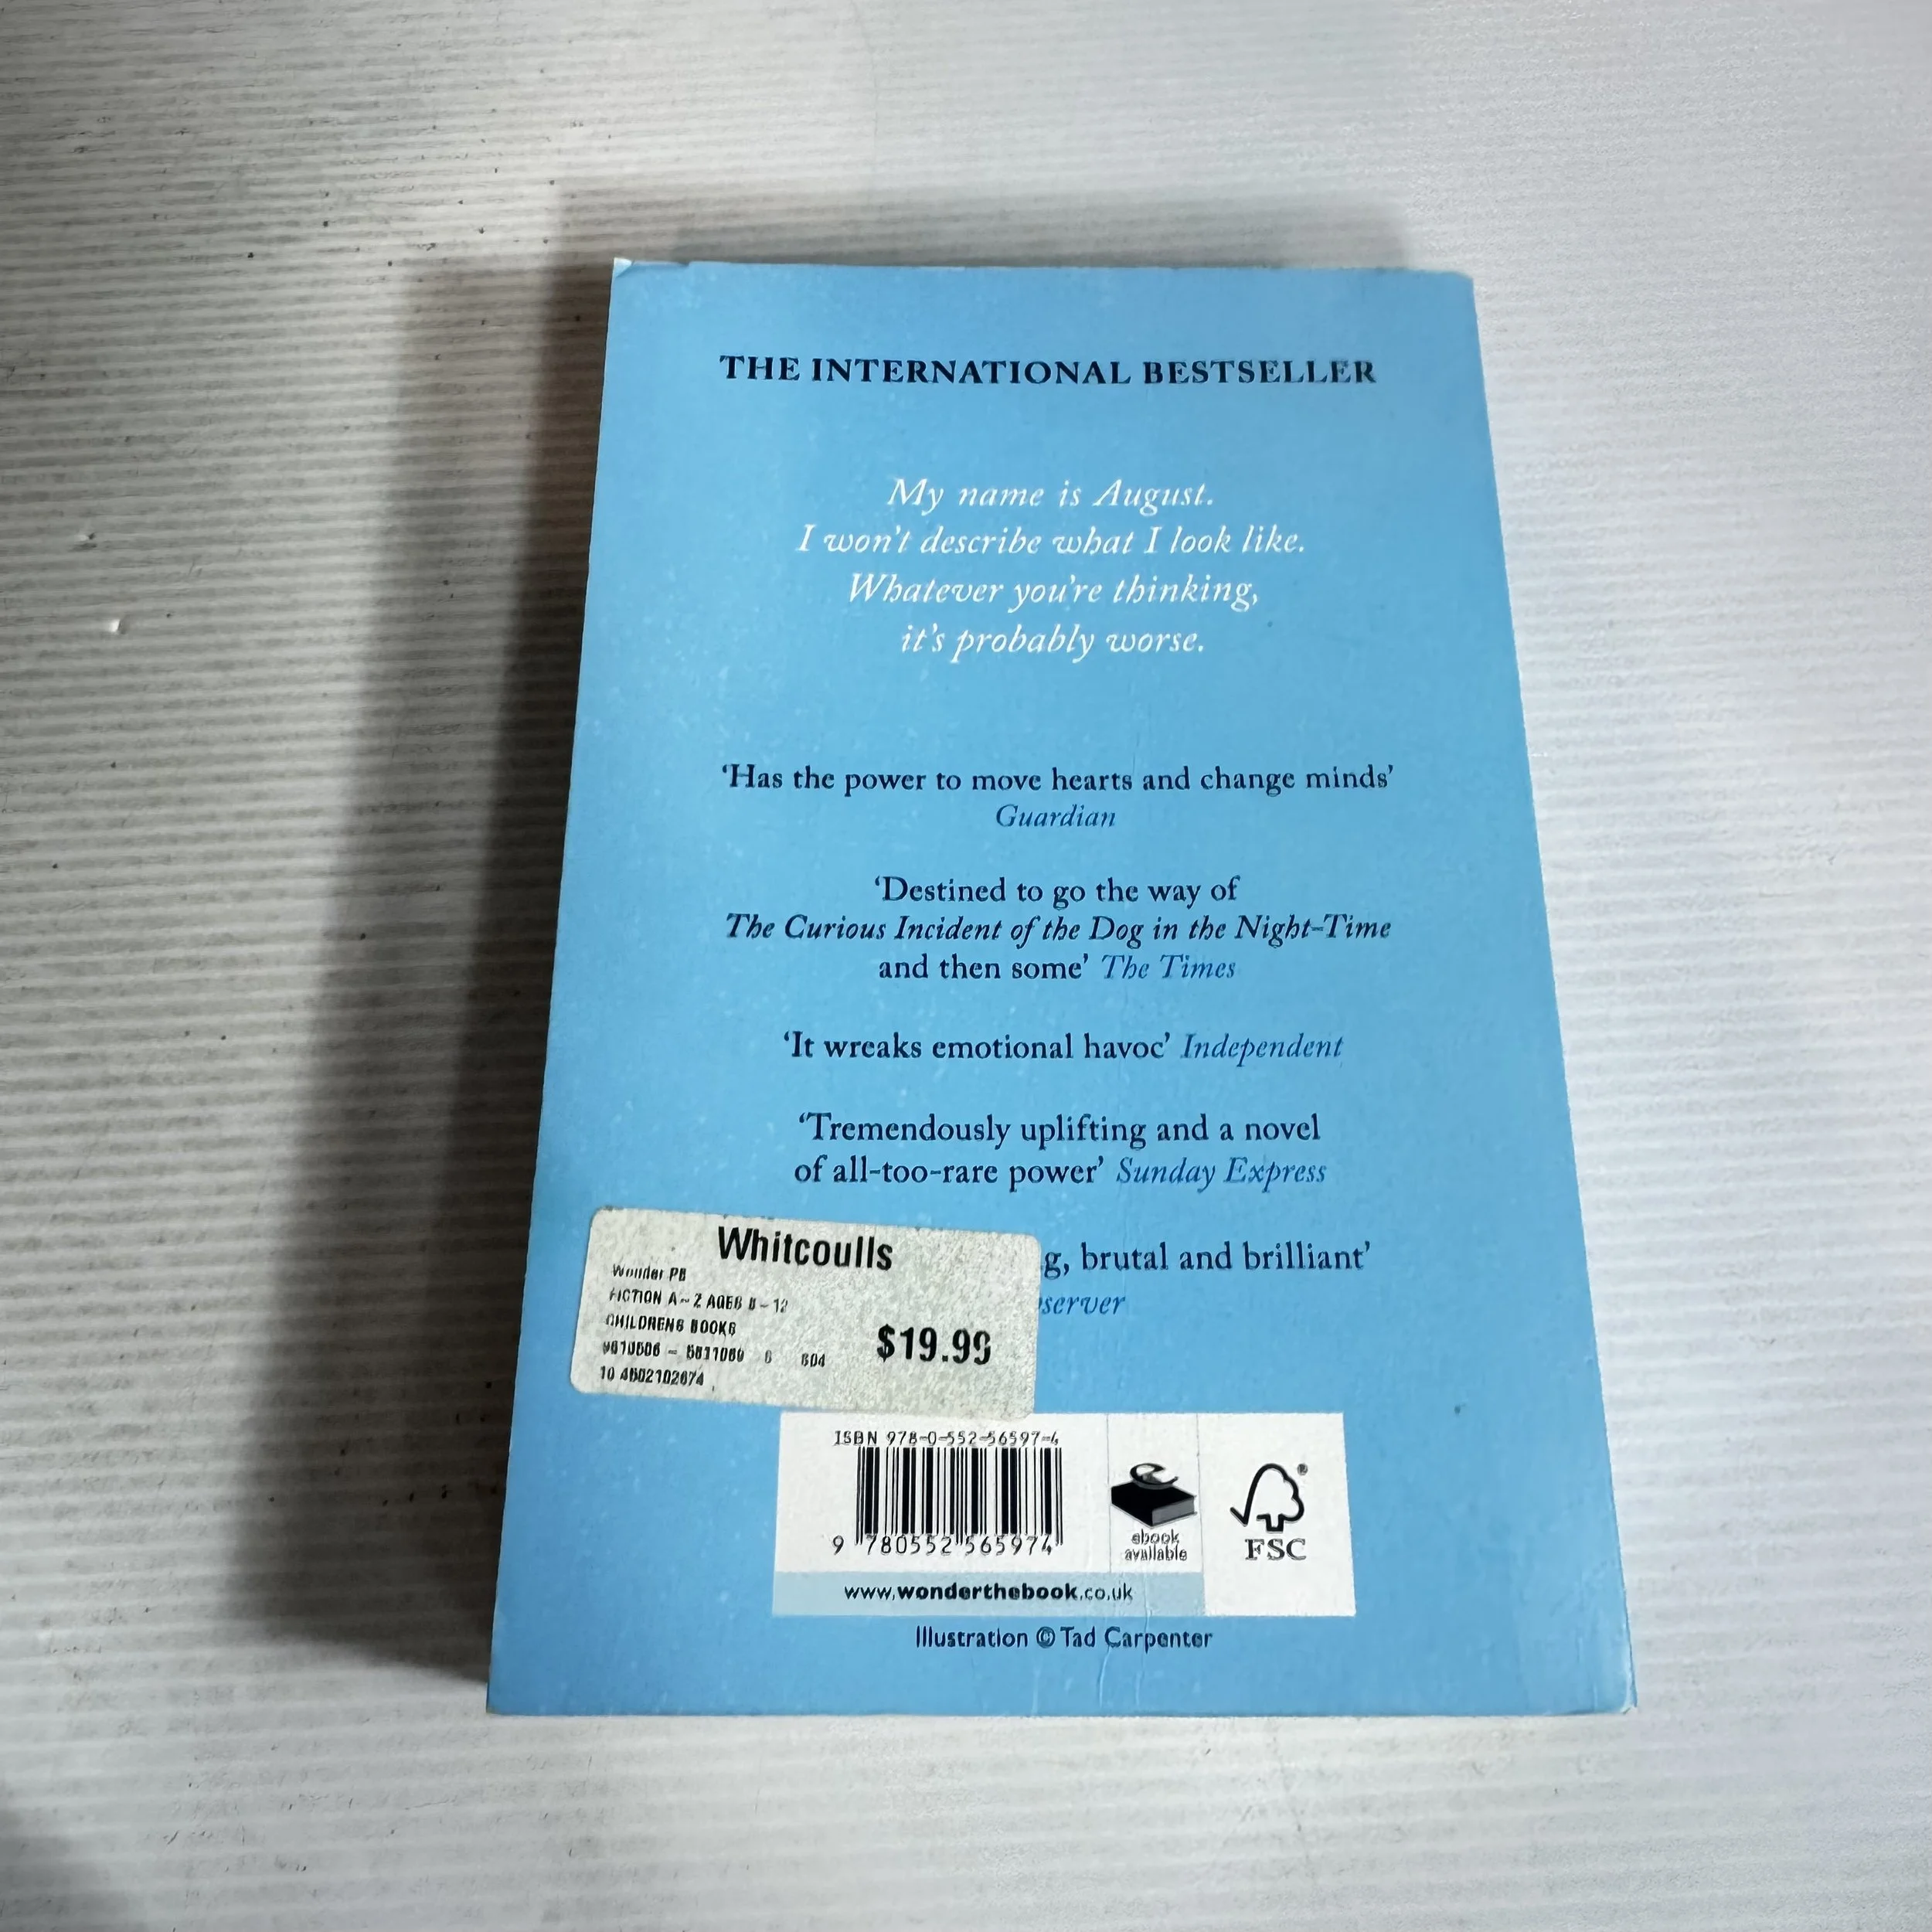 THE INTERNATIONAL BESTSELLER
My name is August.
I won't describe what I look like.
Whatever you're thinking,
it's probably worse.
‘Has the power to move hearts and change minds’
Guardian
‘Destined to go the way of
The Curious Incident of the Dog in the Night-Time
and then some’ The Times
‘It wreaks emotional havoc’ Independent
‘Tremendously uplifting and a novel
of all-too-rare power’ Sunday Express
g, brutal and brilliant’
server
Whitcoulls
Wonder PB
FICTION A-Z AGES 8-12
CHILDRENS BOOKS
$19.99
ISBN 978-0-552-56597-4
9 780552 565974
ebook
available
FSC
www.wonderthebook.co.uk
Illustration © Tad Carpenter